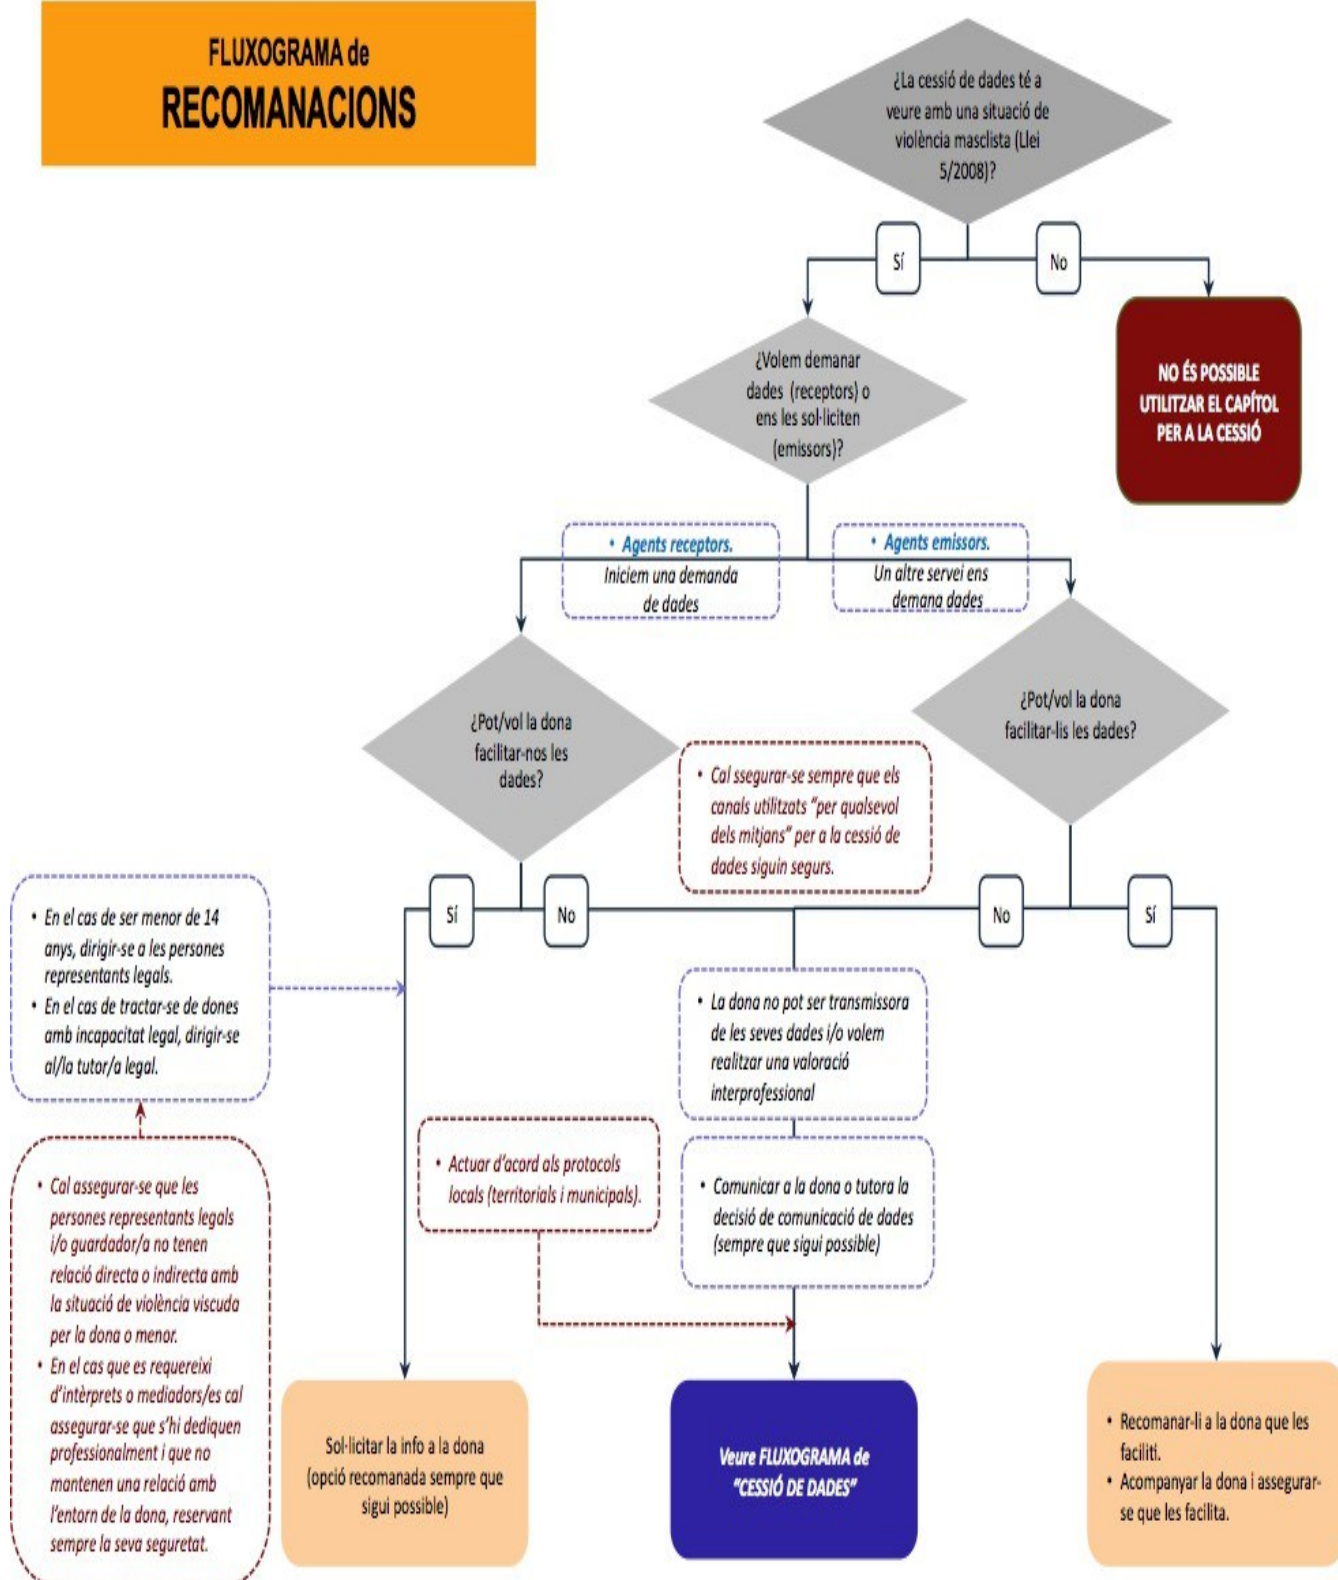 FLUXOGRAMA de
RECOMANACIONS
¿La cessió de dades té a
veure amb una situació de
violència masclista (Llei
5/2008)?
Sí
No
NO ÉS POSSIBLE
UTILITZAR EL CAPÍTOL
PER A LA CESSIÓ
¿Volem demanar
dades (receptors) o
ens les sol·liciten
(emissors)?
• Agents receptors.
Iniciem una demanda
de dades
• Agents emissors.
Un altre servei ens
demana dades
¿Pot/vol la dona
facilitar-nos les
dades?
¿Pot/vol la dona
facilitar-lis les dades?
• Cal ssegurar-se sempre que els
canals utilitzats "per qualsevol
dels mitjans" per a la cessió de
dades siguin segurs.
Sí
No
No
Sí
• En el cas de ser menor de 14
anys, dirigir-se a les persones
representants legals.
• En el cas de tractar-se de dones
amb incapacitat legal, dirigir-se
al/la tutor/a legal.
• La dona no pot ser transmissora
de les seves dades i/o volem
realitzar una valoració
interprofessional
• Actuar d'acord als protocols
locals (territorials i municipals).
• Comunicar a la dona o tutora la
decisió de comunicació de dades
(sempre que sigui possible)
• Cal assegurar-se que les
persones representants legals
i/o guardador/a no tenen
relació directa o indirecta amb
la situació de violència viscuda
per la dona o menor.
• En el cas que es requereixi
d'intèrprets o mediadors/es cal
assegurar-se que s'hi dediquen
professionalment i que no
mantenen una relació amb
l'entorn de la dona, reservant
sempre la seva seguretat.
Sol·licitar la info a la dona
(opció recomanada sempre que
sigui possible)
Veure FLUXOGRAMA de
"CESSIÓ DE DADES"
• Recomanar-li a la dona que les
faciliti.
• Acompanyar la dona i assegurar-
se que les facilita.